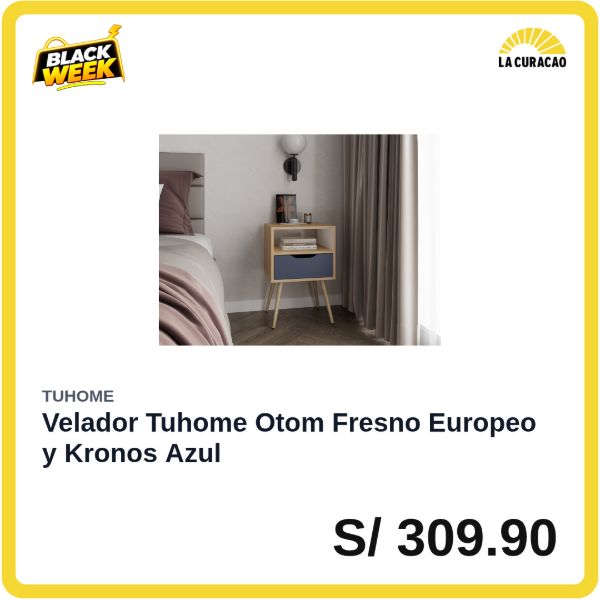 BLACK
WEEK
LA CURACAO
TUHOME
Velador Tuhome Otom Fresno Europeo
y Kronos Azul
S/ 309.90